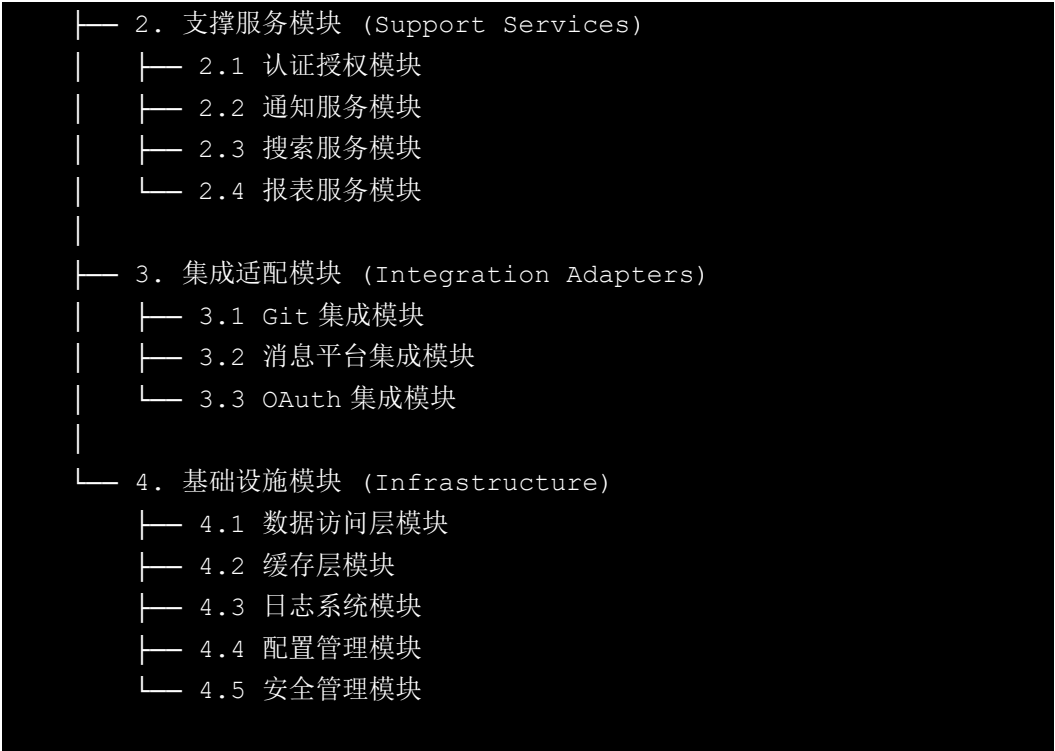 ├── 2. 支撑服务模块 (Support Services)
│   ├── 2.1 认证授权模块
│   ├── 2.2 通知服务模块
│   ├── 2.3 搜索服务模块
│   └── 2.4 报表服务模块
│
├── 3. 集成适配模块 (Integration Adapters)
│   ├── 3.1 Git 集成模块
│   ├── 3.2 消息平台集成模块
│   └── 3.3 OAuth 集成模块
│
└── 4. 基础设施模块 (Infrastructure)
    ├── 4.1 数据访问层模块
    ├── 4.2 缓存层模块
    ├── 4.3 日志系统模块
    ├── 4.4 配置管理模块
    └── 4.5 安全管理模块